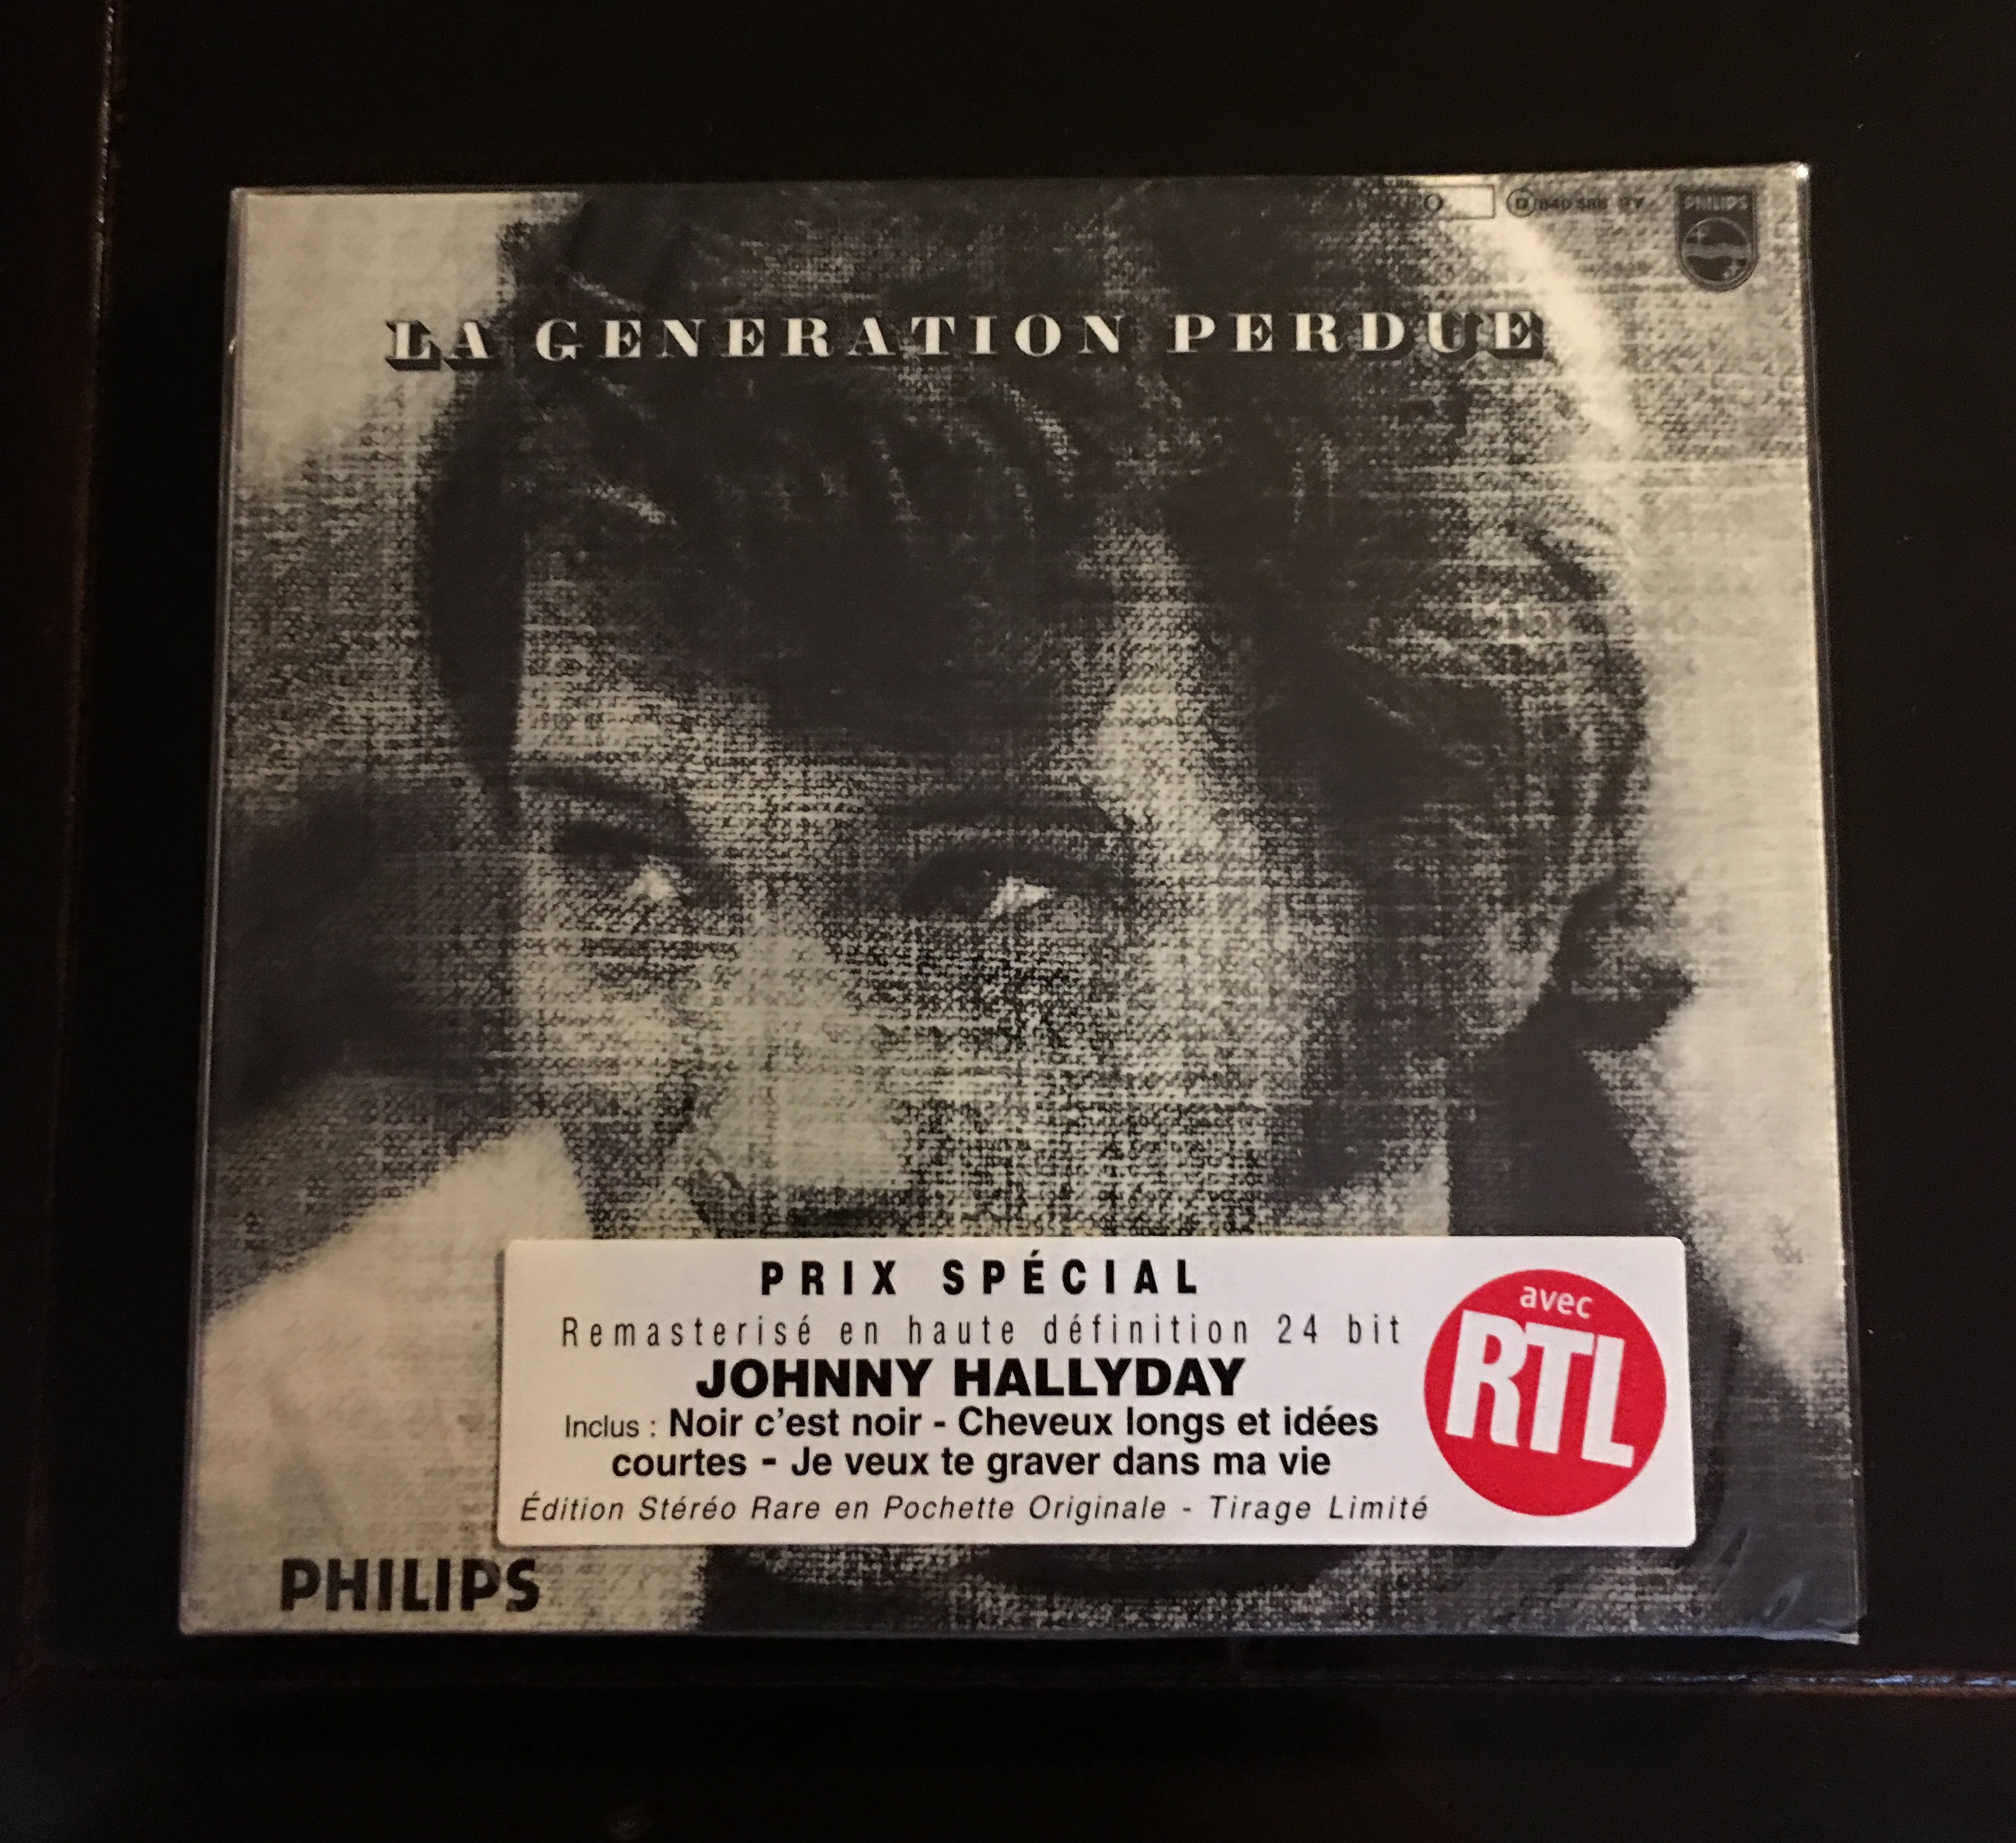 PHILIPS
LA GENERATION PERDUE
PRIX SPÉCIAL
Remasterisé en haute définition 24 bit
JOHNNY HALLYDAY
Inclus : Noir c'est noir - Cheveux longs et idées
courtes - Je veux te graver dans ma vie
Édition Stéréo Rare en Pochette Originale - Tirage Limité
avec
RTL
PHILIPS